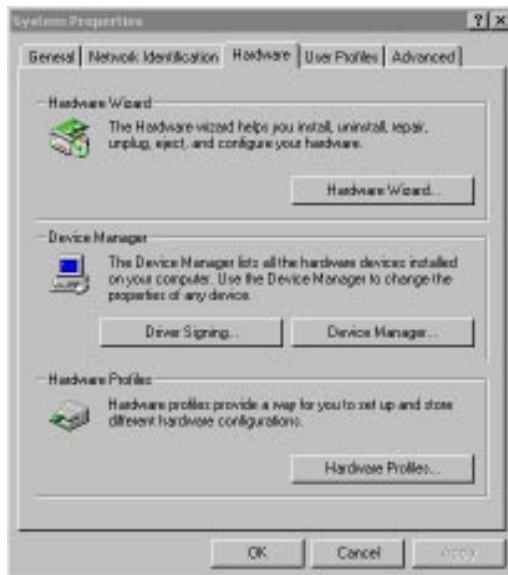 System Properties
General Network Identification Hardware User Profiles Advanced
Hardware Wizard
The Hardware wizard helps you install, uninstall, repair,
unplug, eject, and configure your hardware.
Hardware Wizard...
Device Manager
The Device Manager lists all the hardware devices installed
on your computer. Use the Device Manager to change the
properties of any device.
Driver Signing... Device Manager...
Hardware Profiles
Hardware profiles provide a way for you to set up and store
different hardware configurations.
Hardware Profiles...
OK Cancel Apply